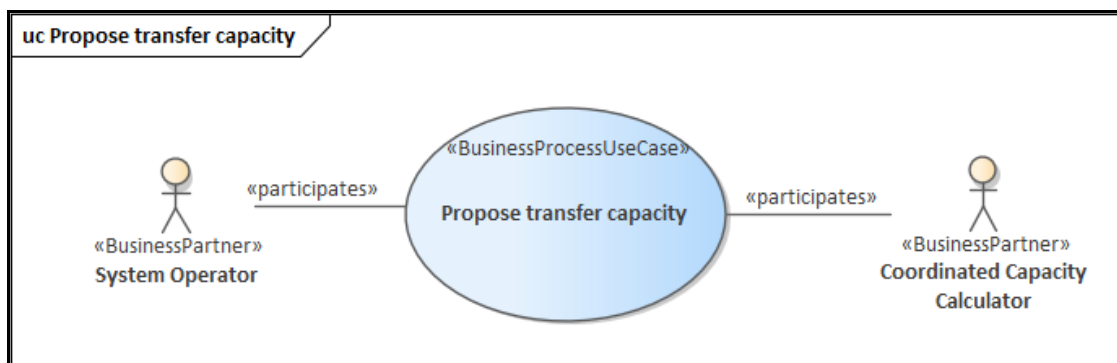 uc Propose transfer capacity
«BusinessProcessUseCase»
Propose transfer capacity
«participates»
«participates»
«BusinessPartner»
System Operator
«BusinessPartner»
Coordinated Capacity
Calculator